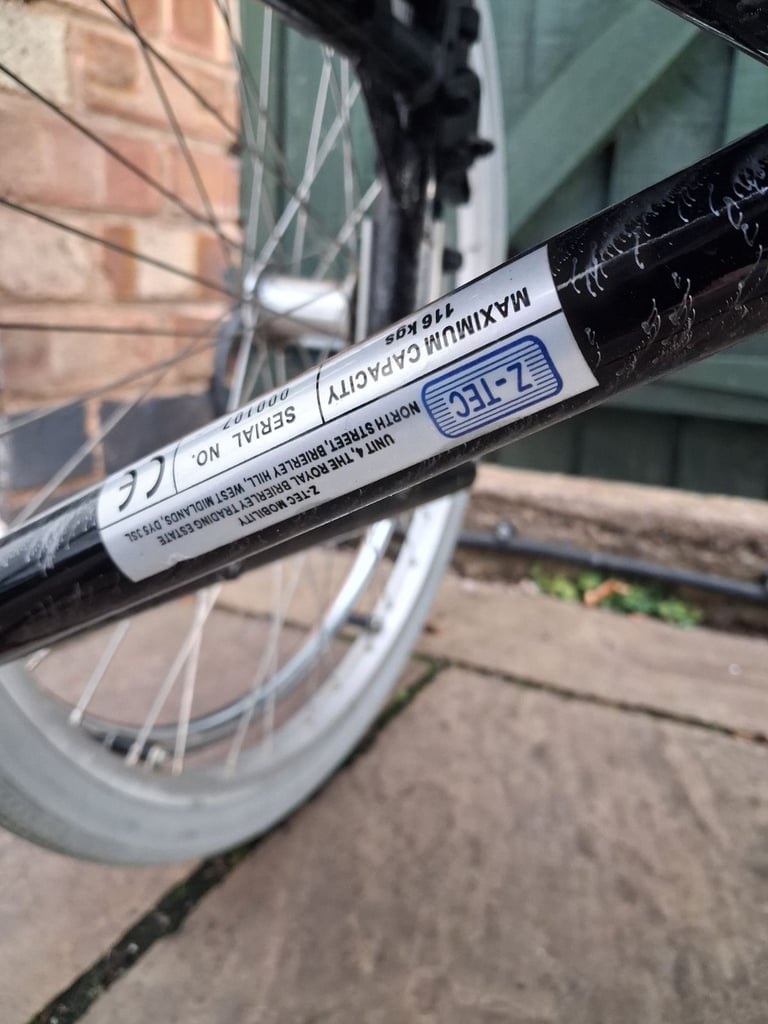 Z-TEC
MAXIMUM CAPACITY
116 kgs
SERIAL NO.
000107
CE
Z-TEC MOBILITY
UNIT 4, THE ROYAL BRIERLEY TRADING ESTATE
NORTH STREET, BRIERLEY HILL, WEST MIDLANDS, DY5 3SL